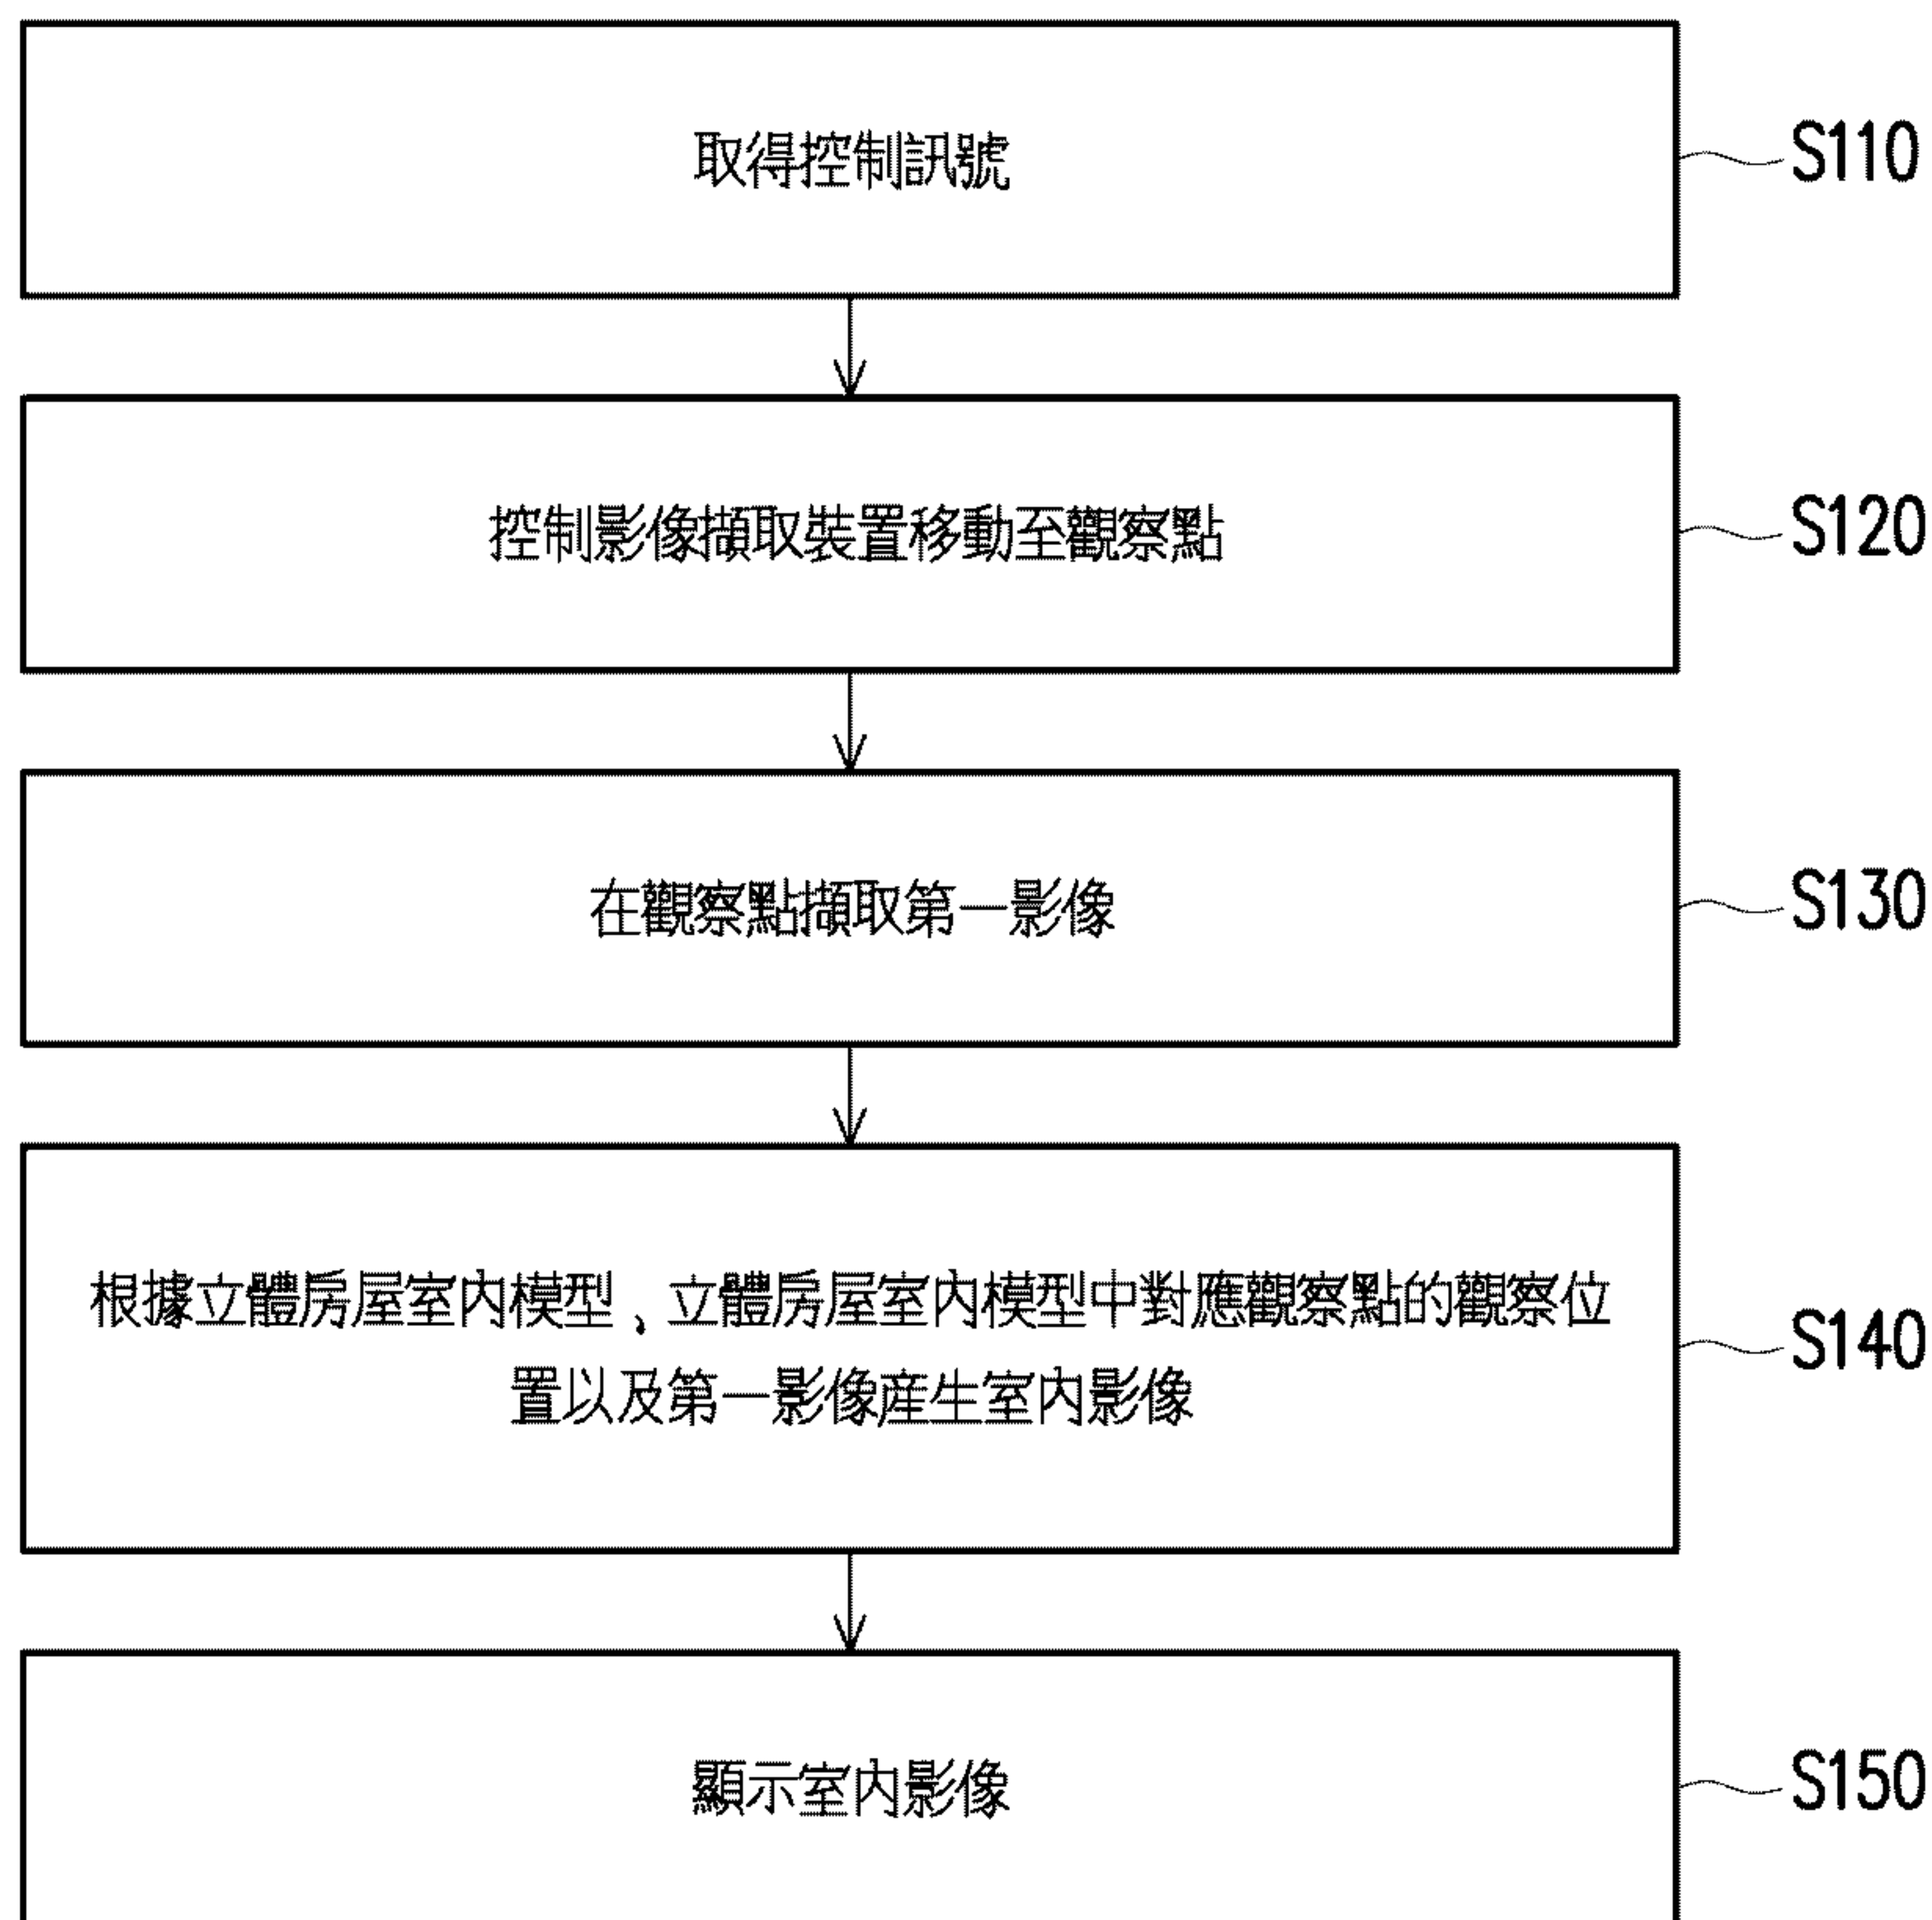 取得控制訊號
S110
控制影像擷取裝置移動至觀察點
S120
在觀察點擷取第一影像
S130
根據立體房屋室內模型、立體房屋室內模型中對應觀察點的觀察位
置以及第一影像產生室內影像
S140
顯示室內影像
S150